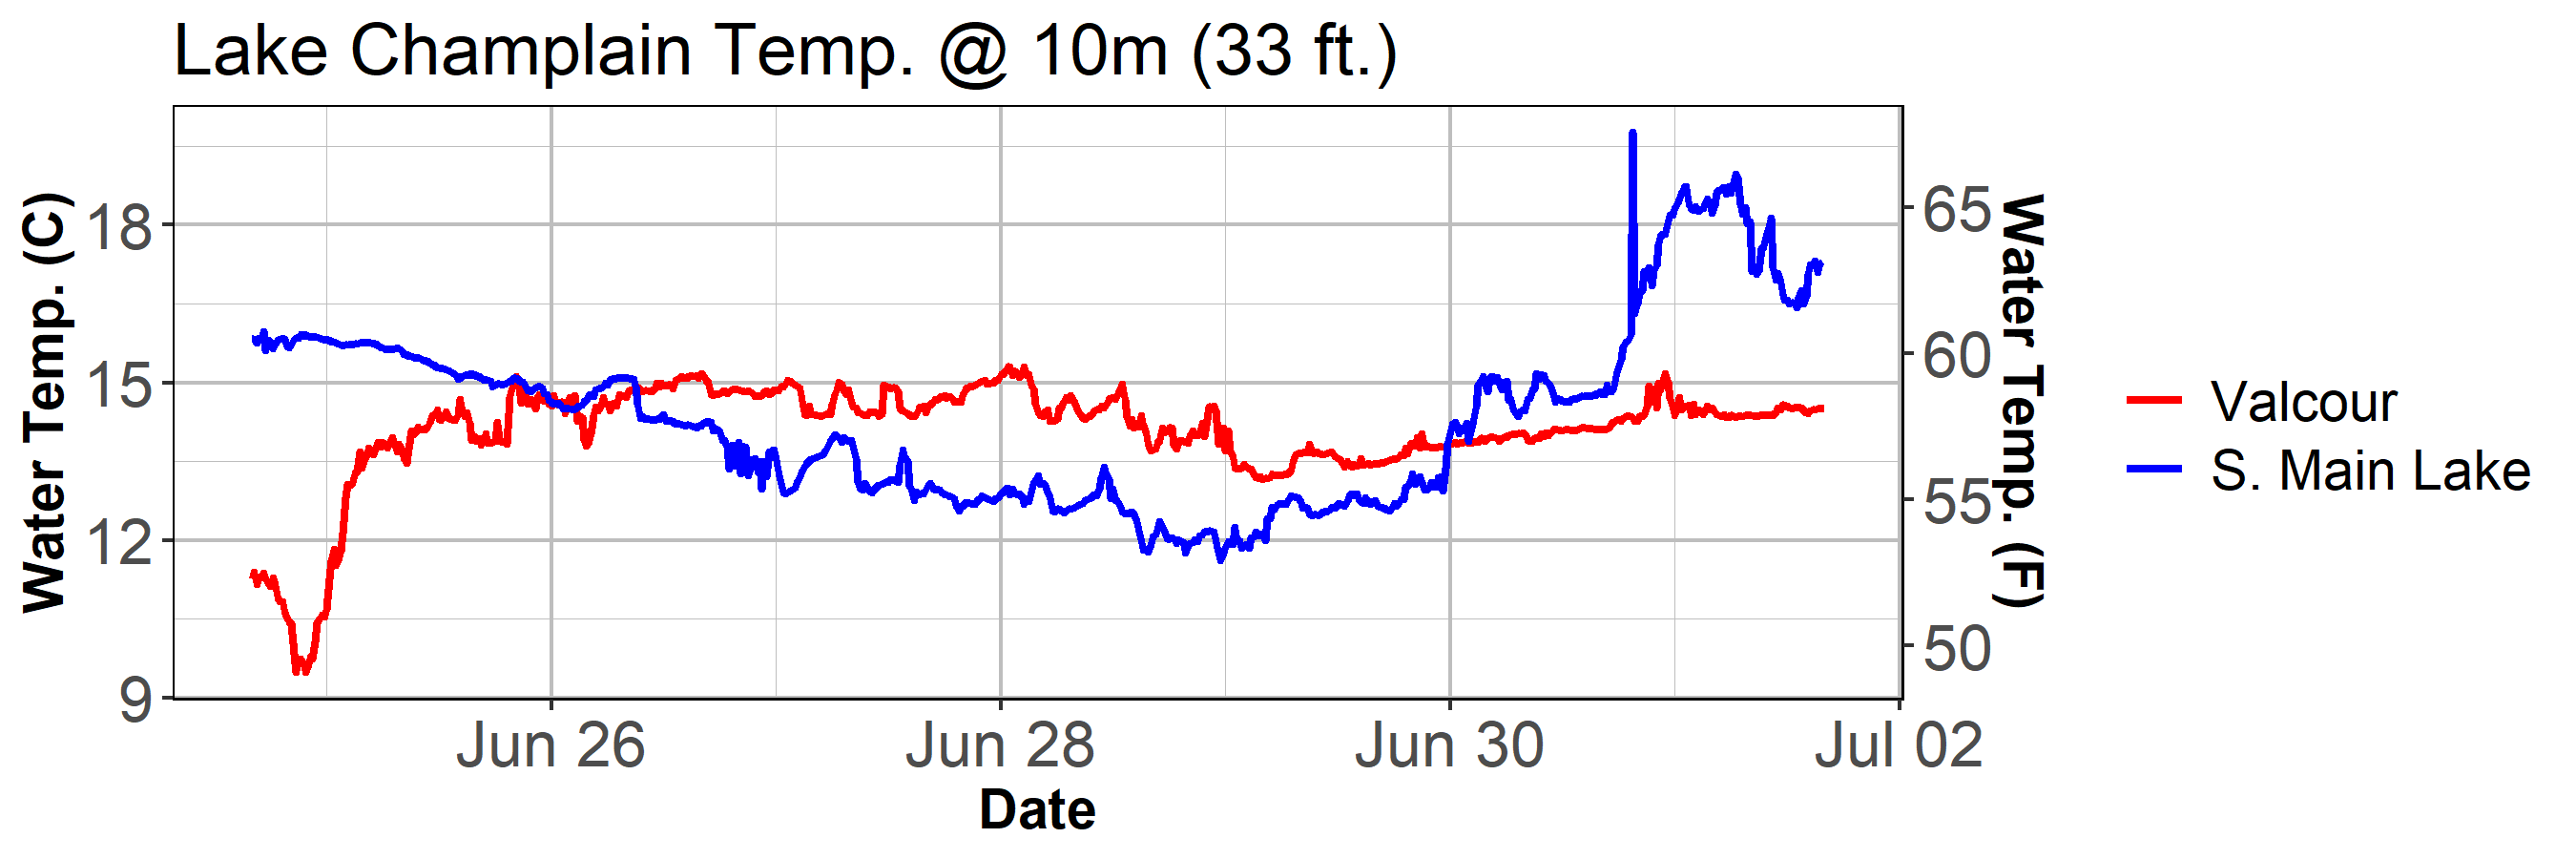 Lake Champlain Temp. @ 10m (33 ft.)
Water Temp. (C)
18
15
12
9
65
60
55
50
Water Temp. (F)
Jun 26
Jun 28
Jun 30
Jul 02
Date
Valcour
S. Main Lake